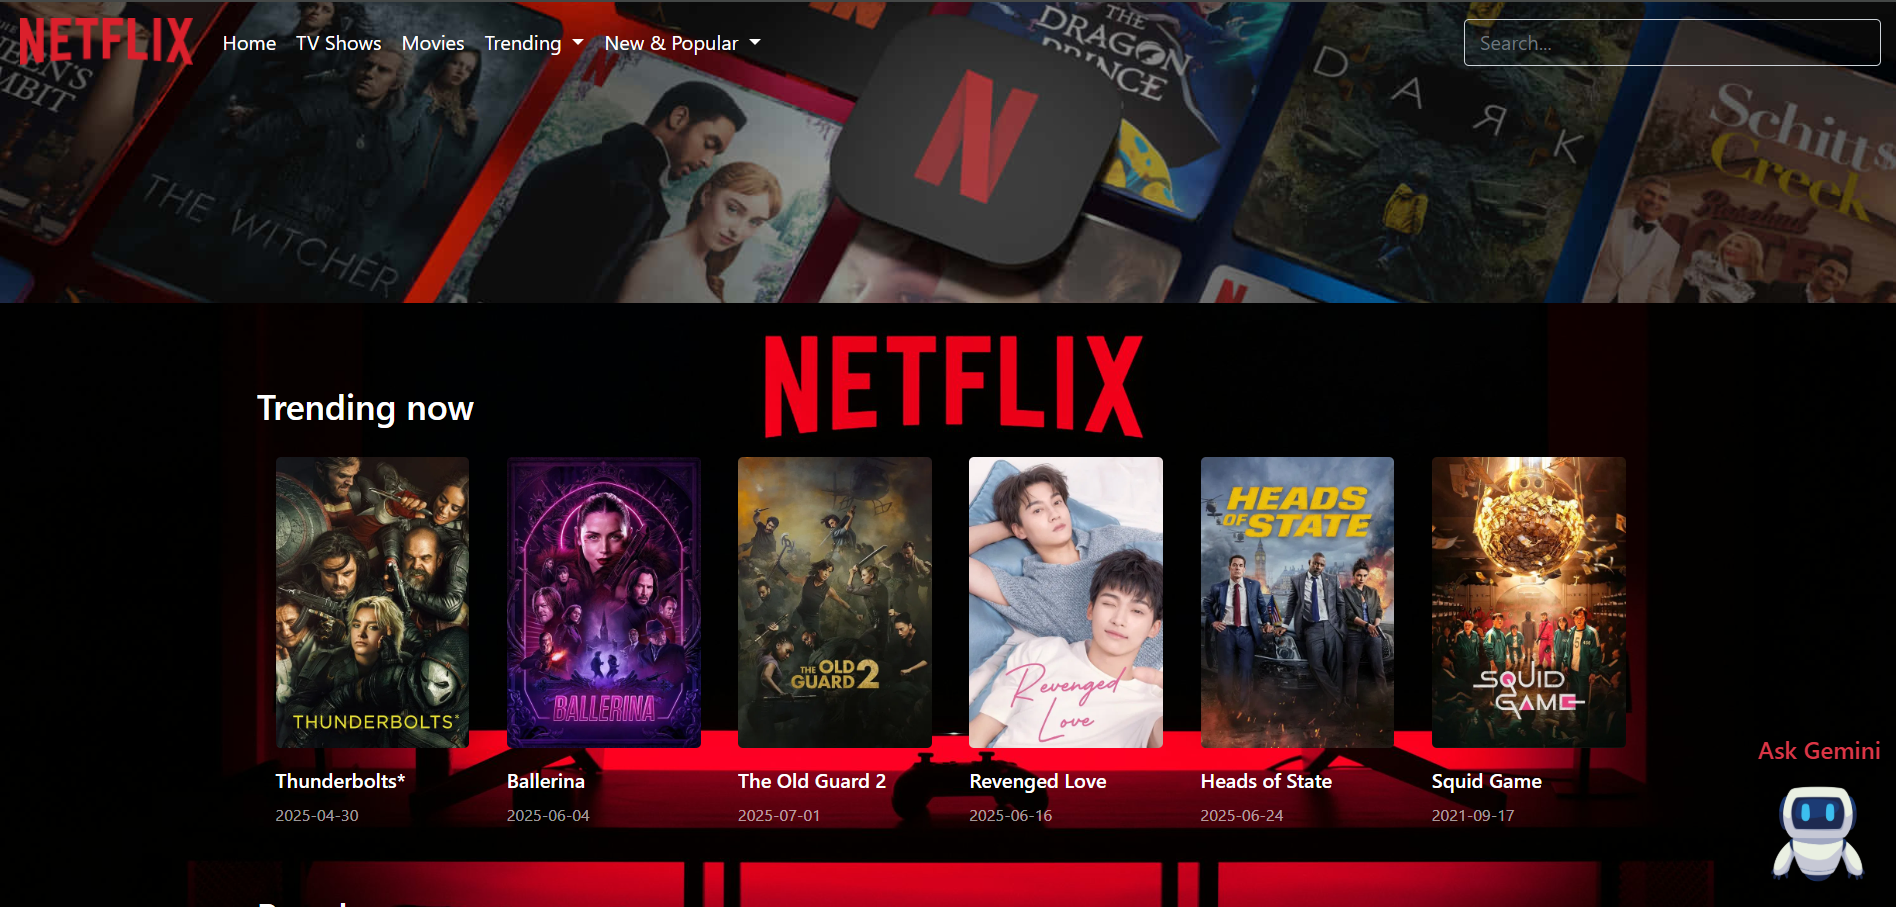 NETFLIX
Home
TV Shows
Movies
Trending
New & Popular
Search...
THE
DRAGON
PRINCE
DARK
Schitt's
Creek
THE WITCHER
N
NETFLIX
Trending now
THUNDERBOLTS*
BALLERINA
THE OLD
GUARD 2
Revenged
Love
HEADS
OF STATE
SQUID
GAME
Thunderbolts*
Ballerina
The Old Guard 2
Revenged Love
Heads of State
Squid Game
2025-04-30
2025-06-04
2025-07-01
2025-06-16
2025-06-24
2021-09-17
Ask Gemini